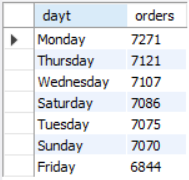 dayt orders
Monday 7271
Thursday 7121
Wednesday 7107
Saturday 7086
Tuesday 7075
Sunday 7070
Friday 6844